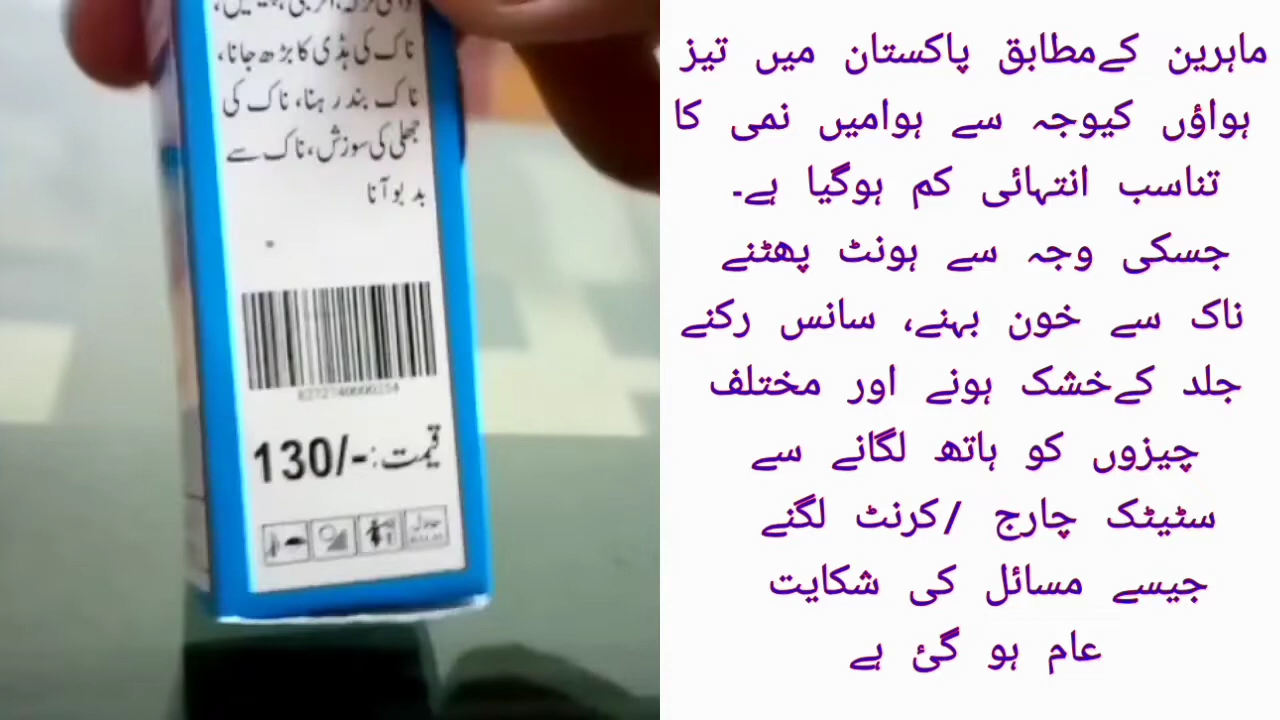 ناک کی ہڈی کا بڑھ جانا،
ناک بند رہنا، ناک کی
جھلی کی سوزش، ناک سے
بد بو آنا
قیمت: 130/-
حلال
HALAL
ماہرین کےمطابق پاکستان میں تیز
ہواؤں کیوجہ سے ہوامیں نمی کا
تناسب انتہائی کم ہوگیا ہے۔
جسکی وجہ سے ہونٹ پھٹنے
ناک سے خون بہنے، سانس رکنے
جلد کےخشک ہونے اور مختلف
چیزوں کو ہاتھ لگانے سے
سٹیٹک چارج /کرنٹ لگنے
جیسے مسائل کی شکایت
عام ہو گئ ہے